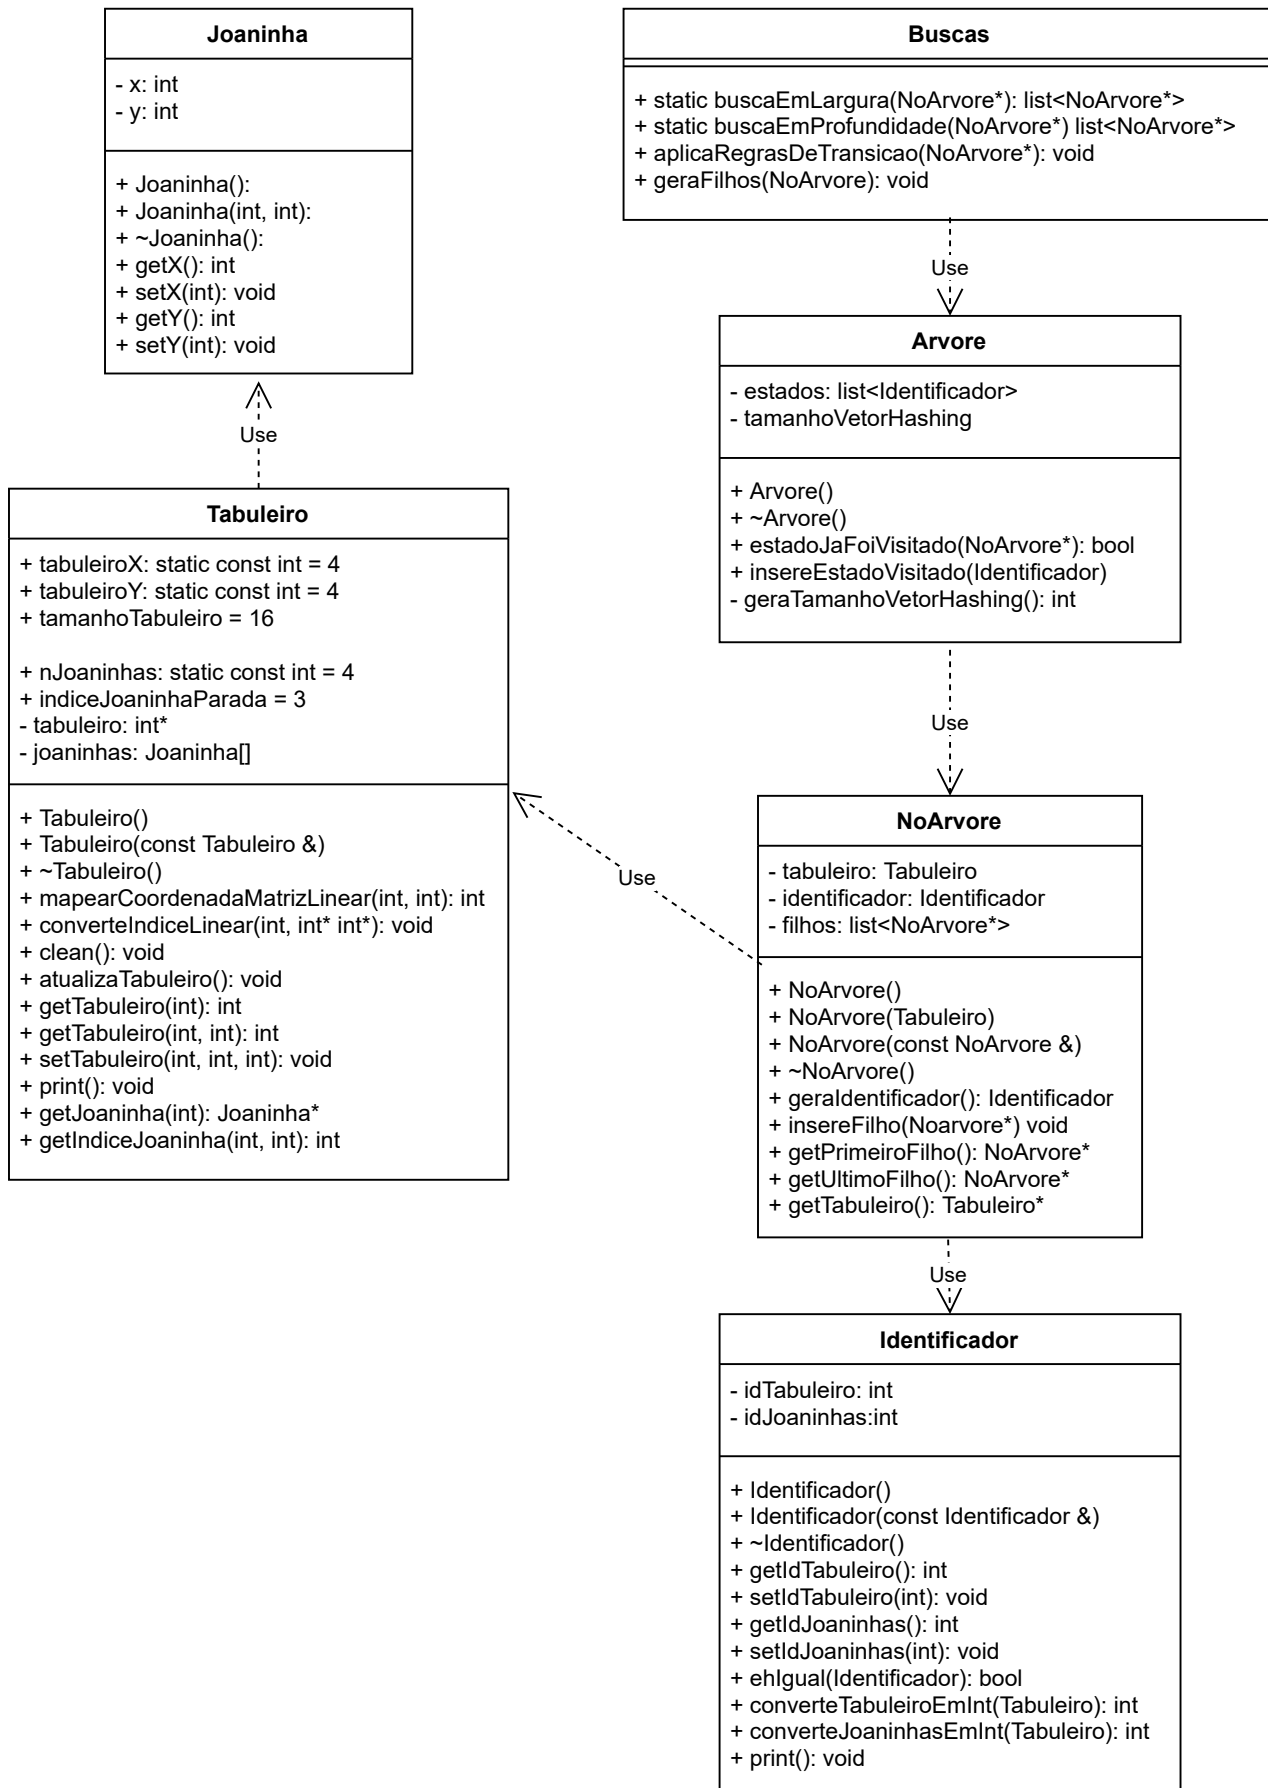 Joaninha
- x: int
- y: int
+ Joaninha():
+ Joaninha(int, int):
+ ~Joaninha():
+ getX(): int
+ setX(int): void
+ getY(): int
+ setY(int): void
Use
Tabuleiro
+ tabuleiroX: static const int = 4
+ tabuleiroY: static const int = 4
+ tamanhoTabuleiro = 16
+ nJoaninhas: static const int = 4
+ indiceJoaninhaParada = 3
- tabuleiro: int*
- joaninhas: Joaninha[]
+ Tabuleiro()
+ Tabuleiro(const Tabuleiro &)
+ ~Tabuleiro()
+ mapearCoordenadaMatrizLinear(int, int): int
+ converteIndiceLinear(int, int* int*): void
+ clean(): void
+ atualizaTabuleiro(): void
+ getTabuleiro(int): int
+ getTabuleiro(int, int): int
+ setTabuleiro(int, int, int): void
+ print(): void
+ getJoaninha(int): Joaninha*
+ getIndiceJoaninha(int, int): int
Buscas
+ static buscaEmLargura(NoArvore*): list<NoArvore*>
+ static buscaEmProfundidade(NoArvore*) list<NoArvore*>
+ aplicaRegrasDeTransicao(NoArvore*): void
+ geraFilhos(NoArvore): void
Use
Arvore
- estados: list<Identificador>
- tamanhoVetorHashing
+ Arvore()
+ ~Arvore()
+ estadoJaFoiVisitado(NoArvore*): bool
+ insereEstadoVisitado(Identificador)
- geraTamanhoVetorHashing(): int
Use
Use
NoArvore
- tabuleiro: Tabuleiro
- identificador: Identificador
- filhos: list<NoArvore*>
+ NoArvore()
+ NoArvore(Tabuleiro)
+ NoArvore(const NoArvore &)
+ ~NoArvore()
+ geraIdentificador(): Identificador
+ insereFilho(Noarvore*) void
+ getPrimeiroFilho(): NoArvore*
+ getUltimoFilho(): NoArvore*
+ getTabuleiro(): Tabuleiro*
Use
Identificador
- idTabuleiro: int
- idJoaninhas:int
+ Identificador()
+ Identificador(const Identificador &)
+ ~Identificador()
+ getIdTabuleiro(): int
+ setIdTabuleiro(int): void
+ getIdJoaninhas(): int
+ setIdJoaninhas(int): void
+ ehIgual(Identificador): bool
+ converteTabuleiroEmInt(Tabuleiro): int
+ converteJoaninhasEmInt(Tabuleiro): int
+ print(): void